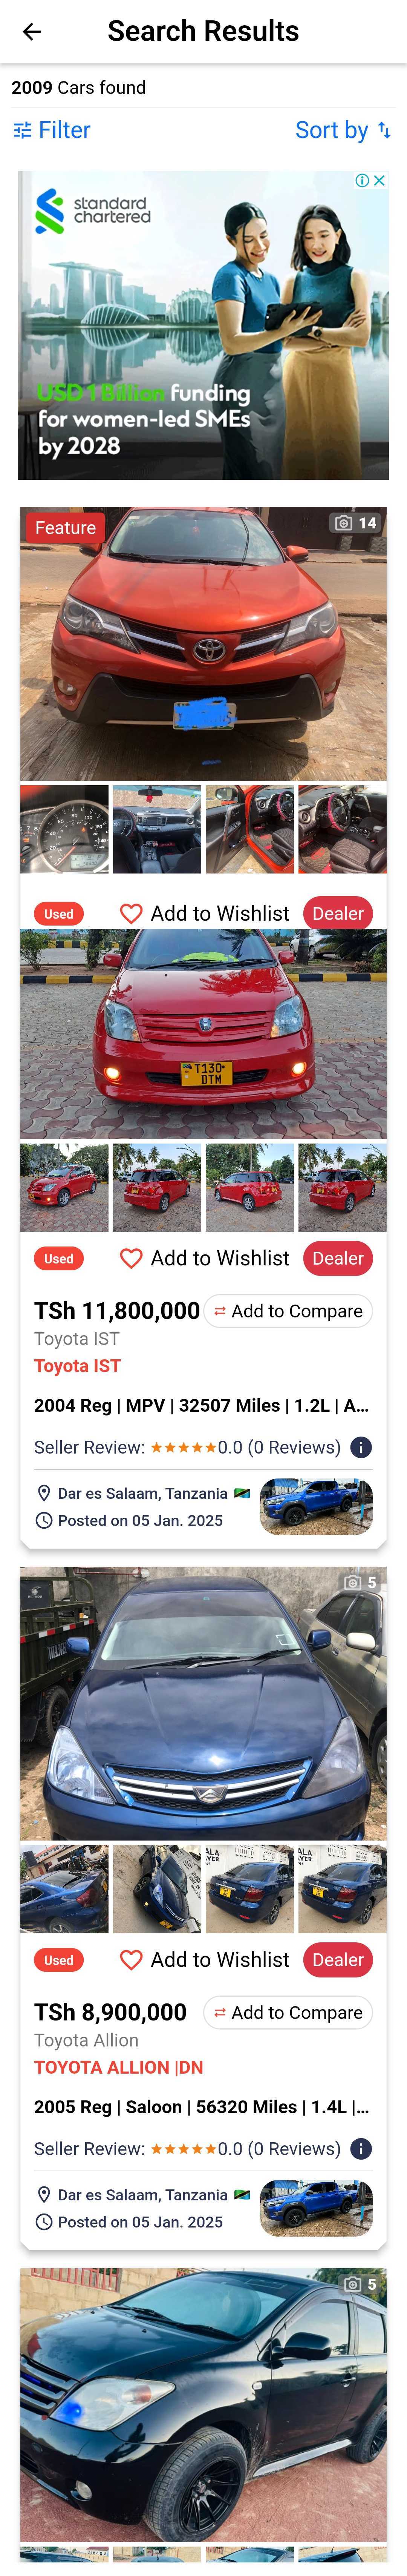 Search Results
2009 Cars found
Filter
Sort by
standard
chartered
USD 1 Billion funding
for women-led SMEs
by 2028
Feature
14
Used
Add to Wishlist
Dealer
T130
DTM
Used
Add to Wishlist
Dealer
TSh 11,800,000
Add to Compare
Toyota IST
Toyota IST
2004 Reg | MPV | 32507 Miles | 1.2L | A...
Seller Review: ★★★★★0.0 (0 Reviews)
Dar es Salaam, Tanzania
Posted on 05 Jan. 2025
5
Used
Add to Wishlist
Dealer
TSh 8,900,000
Add to Compare
Toyota Allion
TOYOTA ALLION |DN
2005 Reg | Saloon | 56320 Miles | 1.4L |...
Seller Review: ★★★★★0.0 (0 Reviews)
Dar es Salaam, Tanzania
Posted on 05 Jan. 2025
5